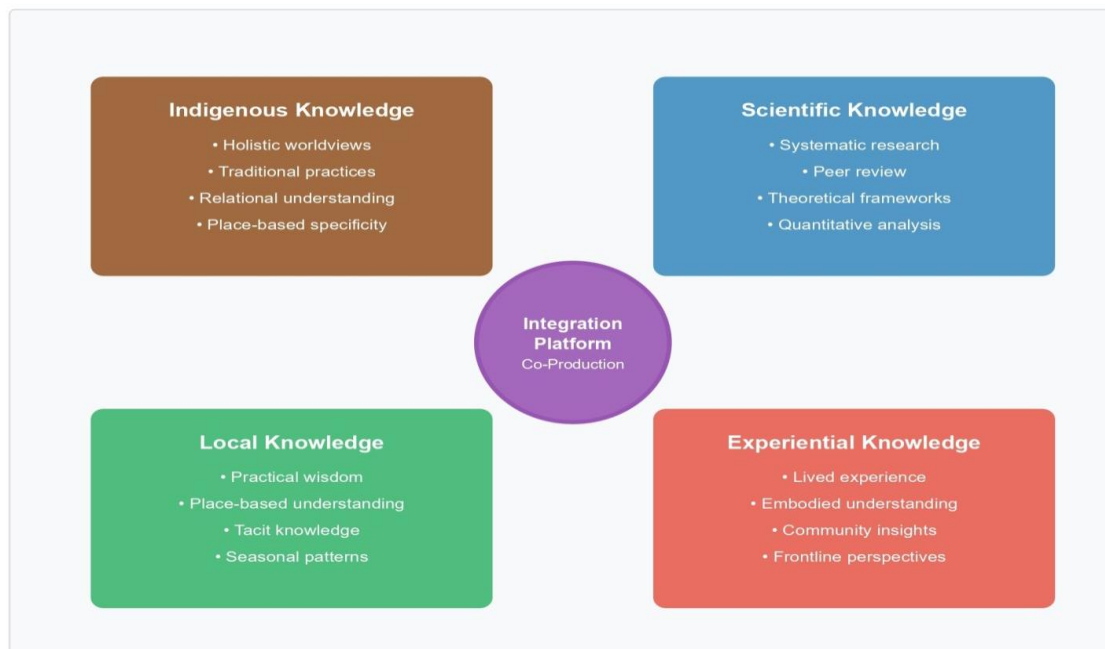 Indigenous Knowledge
• Holistic worldviews
• Traditional practices
• Relational understanding
• Place-based specificity
Scientific Knowledge
• Systematic research
• Peer review
• Theoretical frameworks
• Quantitative analysis
Integration
Platform
Co-Production
Local Knowledge
• Practical wisdom
• Place-based understanding
• Tacit knowledge
• Seasonal patterns
Experiential Knowledge
• Lived experience
• Embodied understanding
• Community insights
• Frontline perspectives